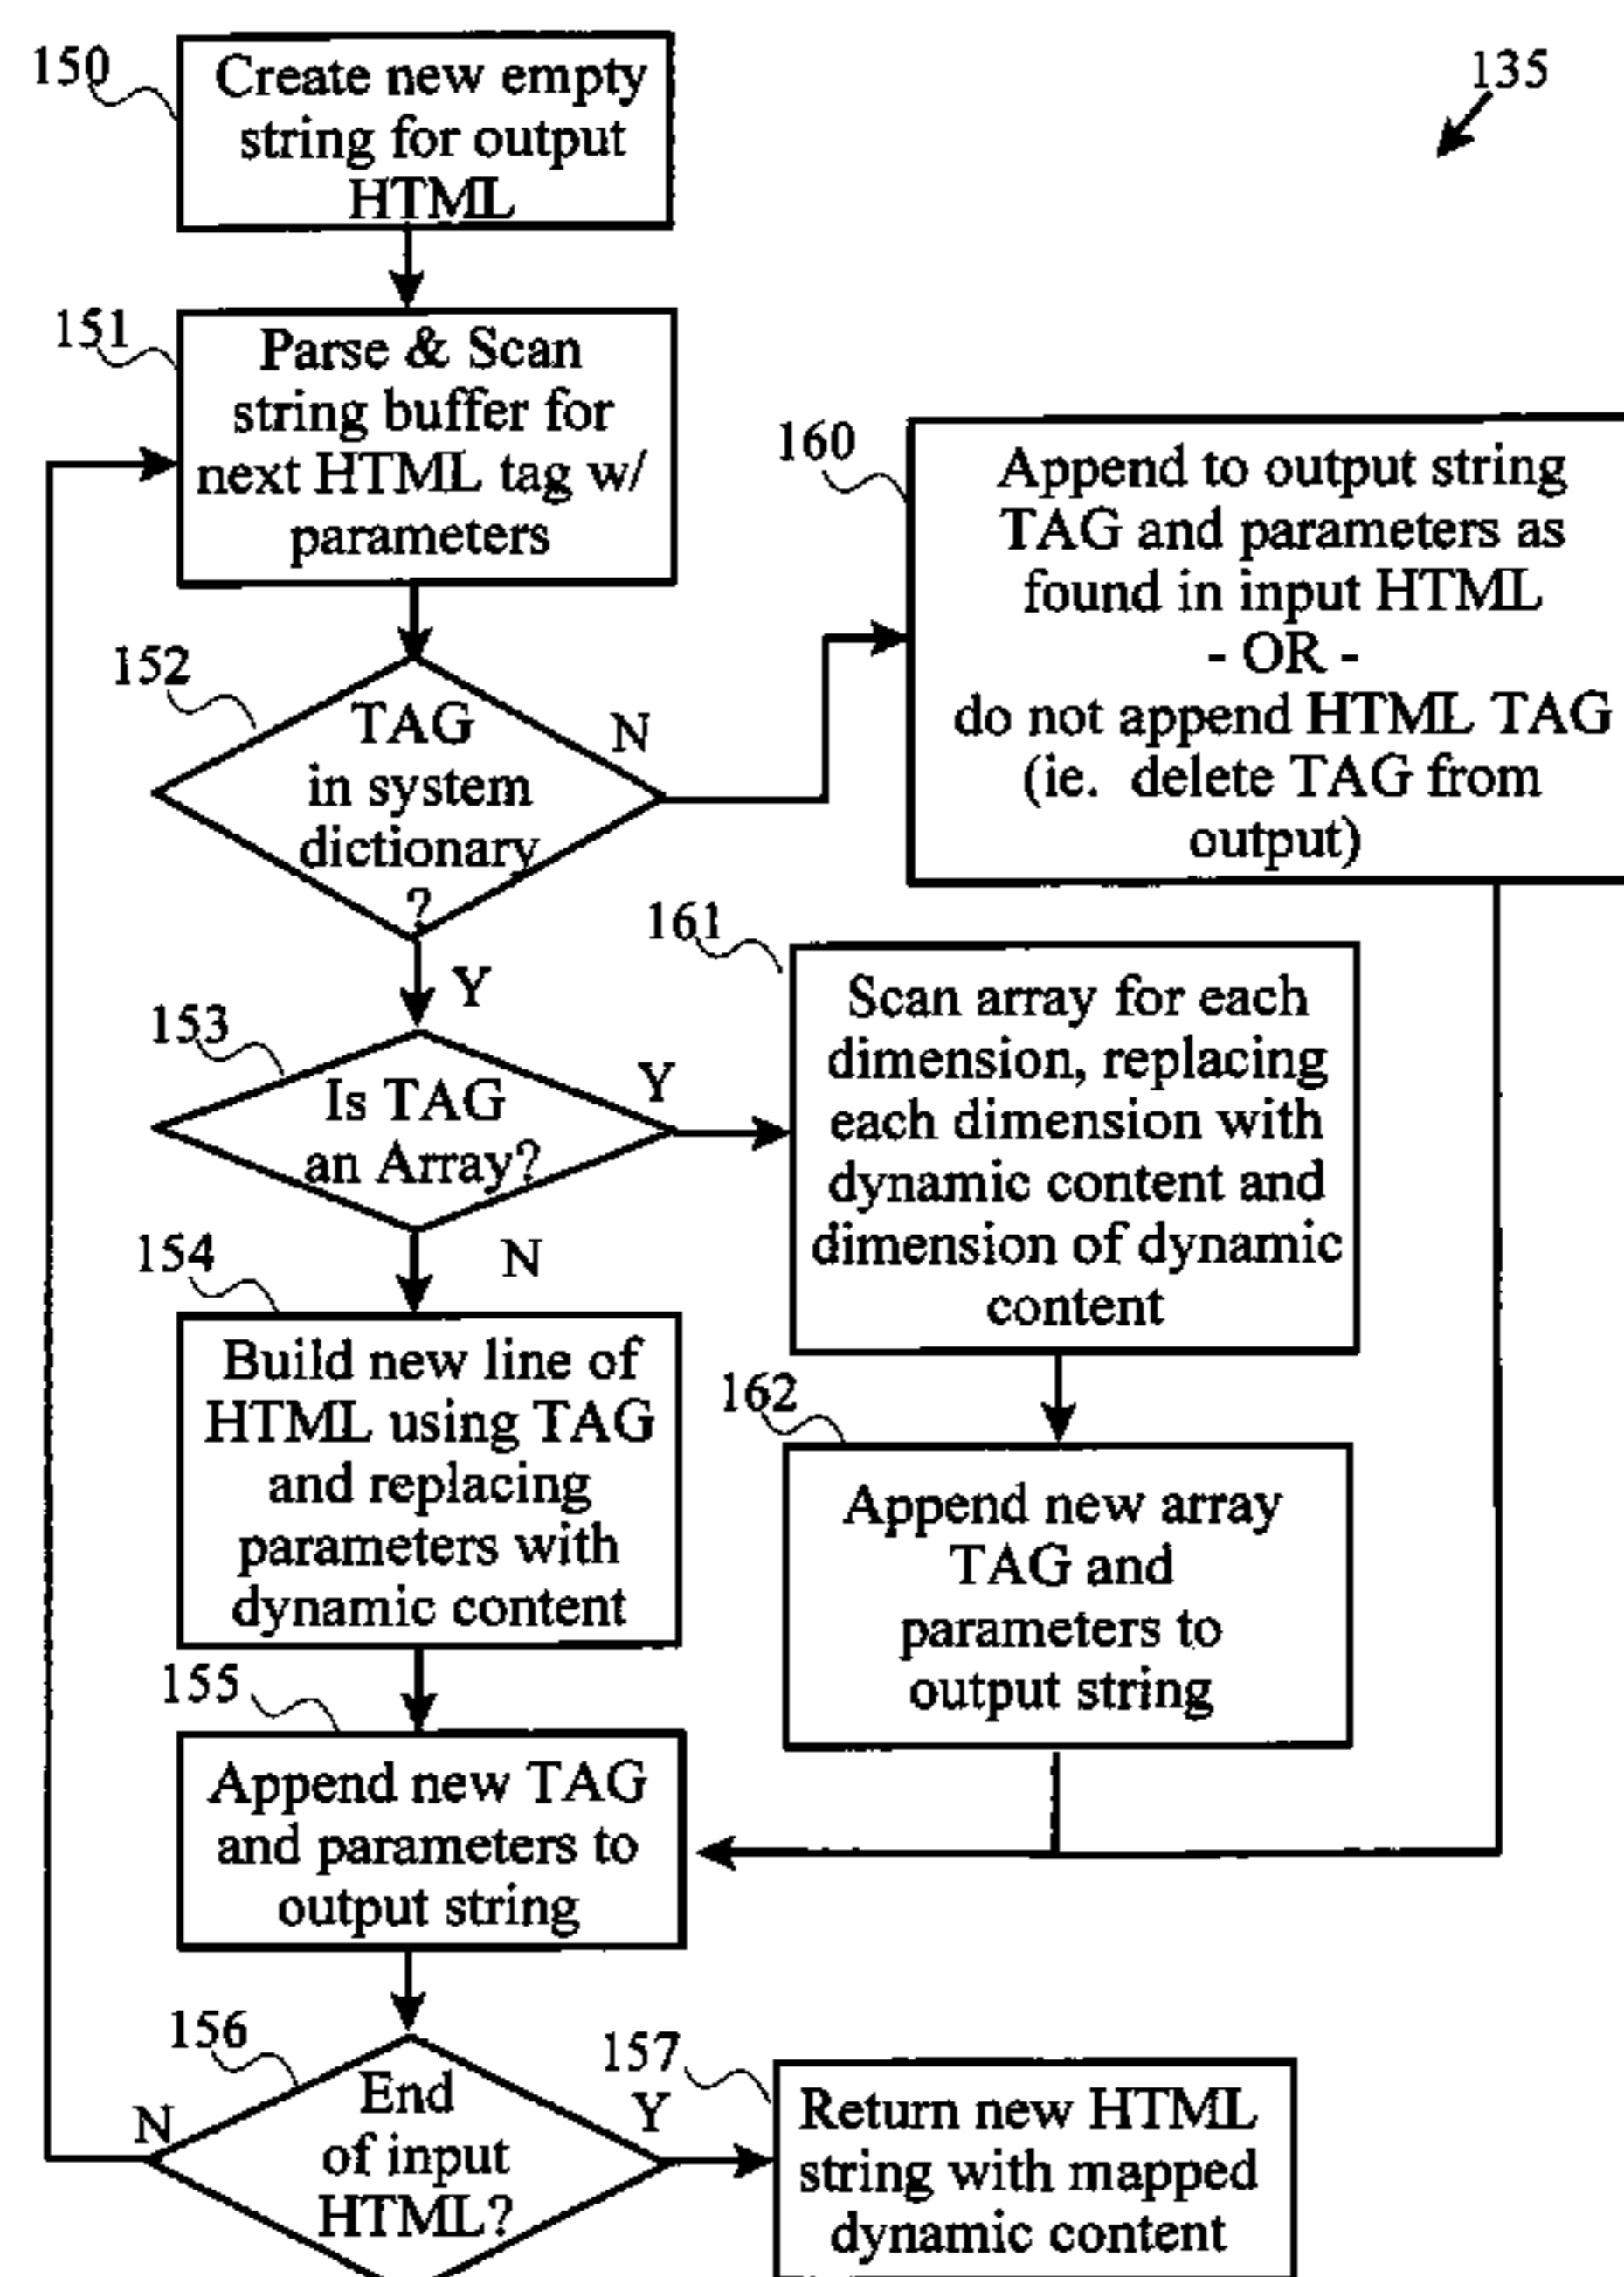 150
Create new empty
string for output
HTML
135
151
Parse & Scan
string buffer for
next HTML tag w/
parameters
160
Append to output string
TAG and parameters as
found in input HTML
- OR -
do not append HTML TAG
(ie. delete TAG from
output)
152
TAG
in system
dictionary
?
N
Y
161
Scan array for each
dimension, replacing
each dimension with
dynamic content and
dimension of dynamic
content
153
Is TAG
an Array?
Y
N
154
Build new line of
HTML using TAG
and replacing
parameters with
dynamic content
162
Append new array
TAG and
parameters to
output string
155
Append new TAG
and parameters to
output string
156
End
of input
HTML?
N
Y
157
Return new HTML
string with mapped
dynamic content